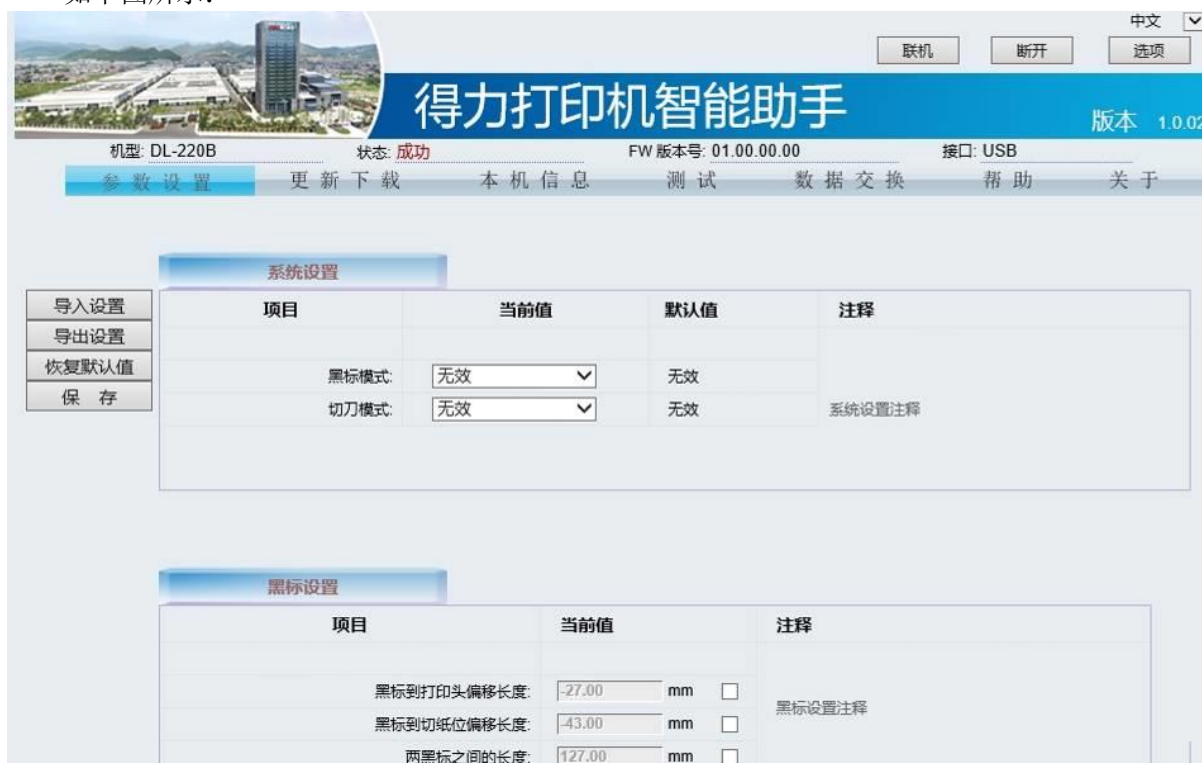 中文
联机 断开 选项
得力打印机智能助手
版本 1.0.02
机型: DL-220B 状态: 成功 FW 版本号: 01.00.00.00 接口: USB
参数设置 更新下载 本机信息 测试 数据交换 帮助 关于
系统设置
导入设置
导出设置
恢复默认值
保 存
项目 当前值 默认值 注释
黑标模式: 无效 无效
切刀模式: 无效 无效 系统设置注释
黑标设置
项目 当前值 注释
黑标到打印头偏移长度: -27.00 mm
黑标设置注释
黑标到切纸位偏移长度: -43.00 mm
两黑标之间的长度: 127.00 mm